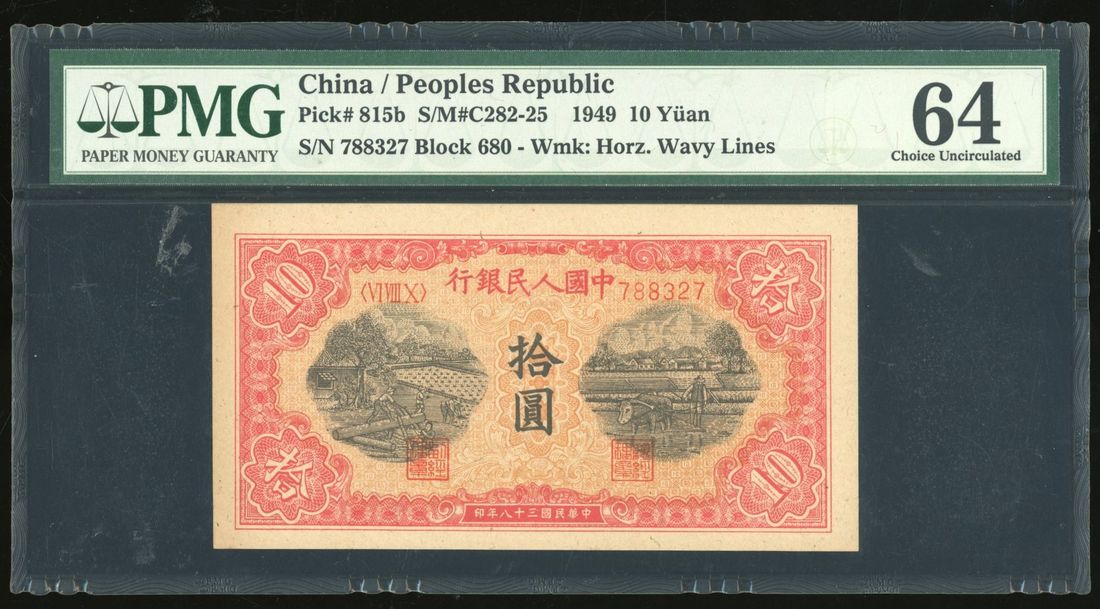 PMG
PAPER MONEY GUARANTY
China / Peoples Republic
Pick# 815b S/M#C282-25 1949 10 Yüan
S/N 788327 Block 680 - Wmk: Horz. Wavy Lines
64
Choice Uncirculated
10
拾
中國人民銀行
〈VI VIII X〉
788327
拾
圓
拾
10
中華民國三十八年印